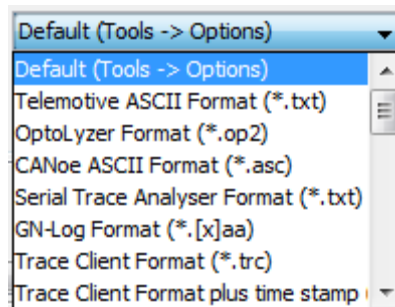 Default (Tools -> Options)
Default (Tools -> Options)
Telemotive ASCII Format (*.txt)
OptoLyzer Format (*.op2)
CANoe ASCII Format (*.asc)
Serial Trace Analyser Format (*.txt)
GN-Log Format (*.[x]aa)
Trace Client Format (*.trc)
Trace Client Format plus time stamp (